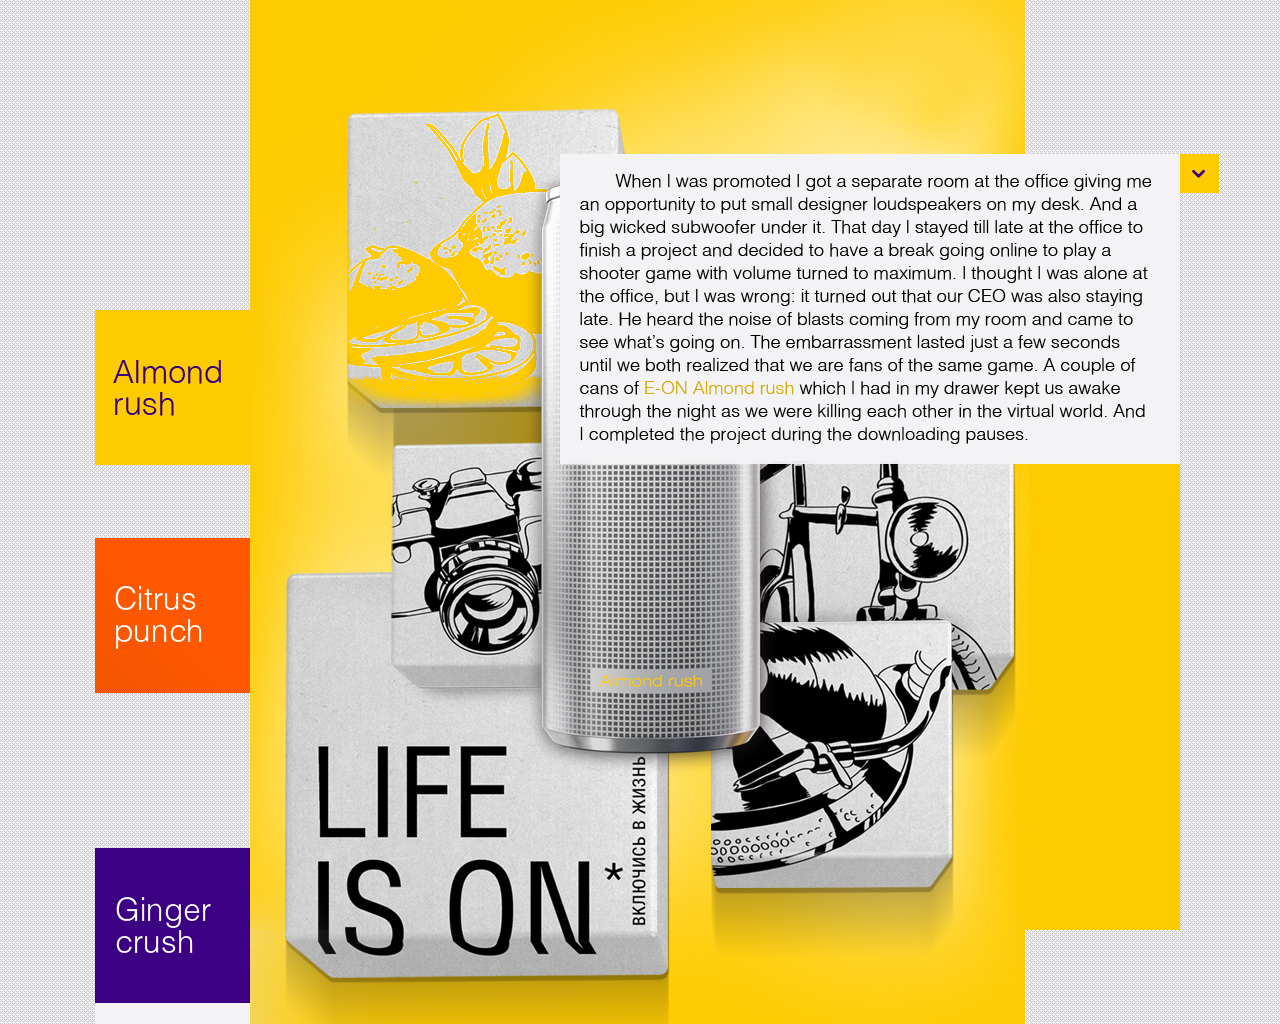 When I was promoted I got a separate room at the office giving me
an opportunity to put small designer loudspeakers on my desk. And a
big wicked subwoofer under it. That day I stayed till late at the office to
finish a project and decided to have a break going online to play a
shooter game with volume turned to maximum. I thought I was alone at
the office, but I was wrong: it turned out that our CEO was also staying
late. He heard the noise of blasts coming from my room and came to
see what’s going on. The embarrassment lasted just a few seconds
until we both realized that we are fans of the same game. A couple of
cans of E-ON Almond rush which I had in my drawer kept us awake
through the night as we were killing each other in the virtual world. And
I completed the project during the downloading pauses.
Almond
rush
Citrus
punch
Ginger
crush
Almond rush
LIFE
IS ON*
ВКЛЮЧИСЬ В ЖИЗНЬ